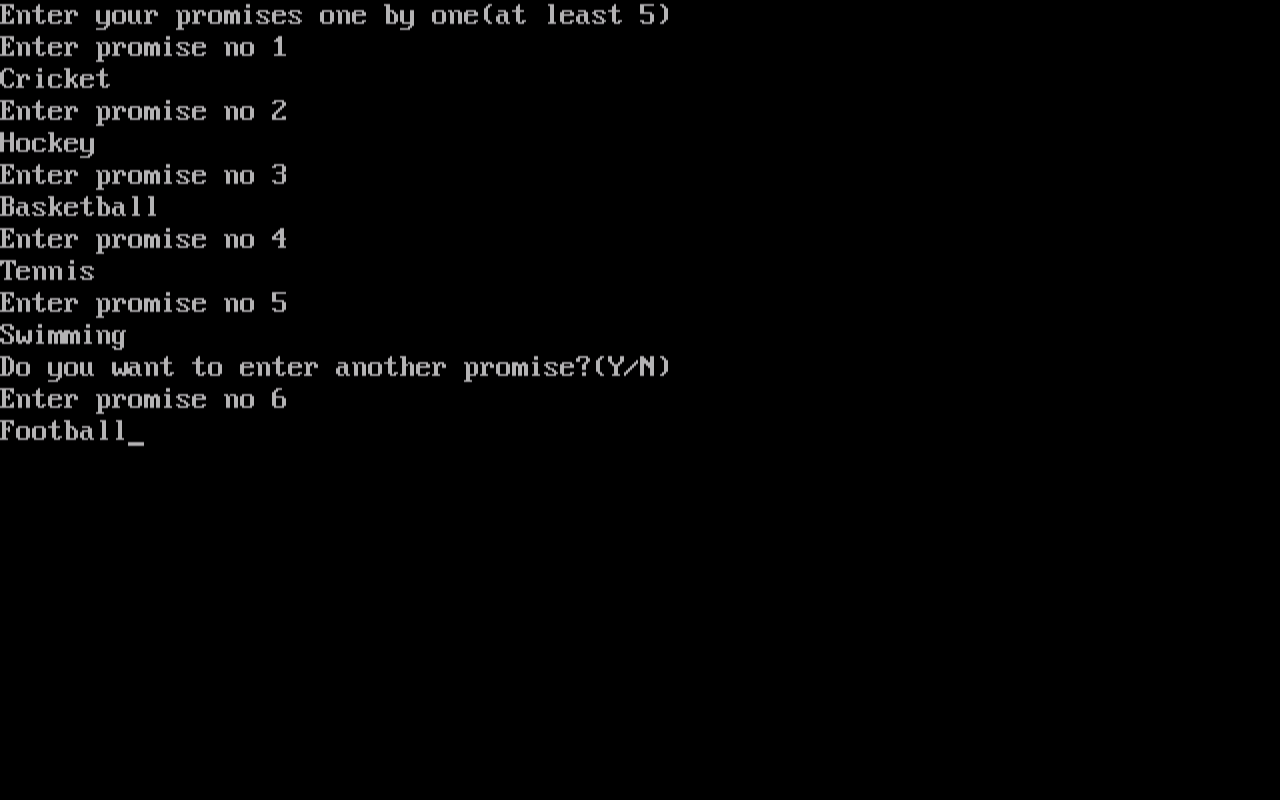 Enter your promises one by one(at least 5)
Enter promise no 1
Cricket
Enter promise no 2
Hockey
Enter promise no 3
Basketball
Enter promise no 4
Tennis
Enter promise no 5
Swimming
Do you want to enter another promise?(Y/N)
Enter promise no 6
Football_